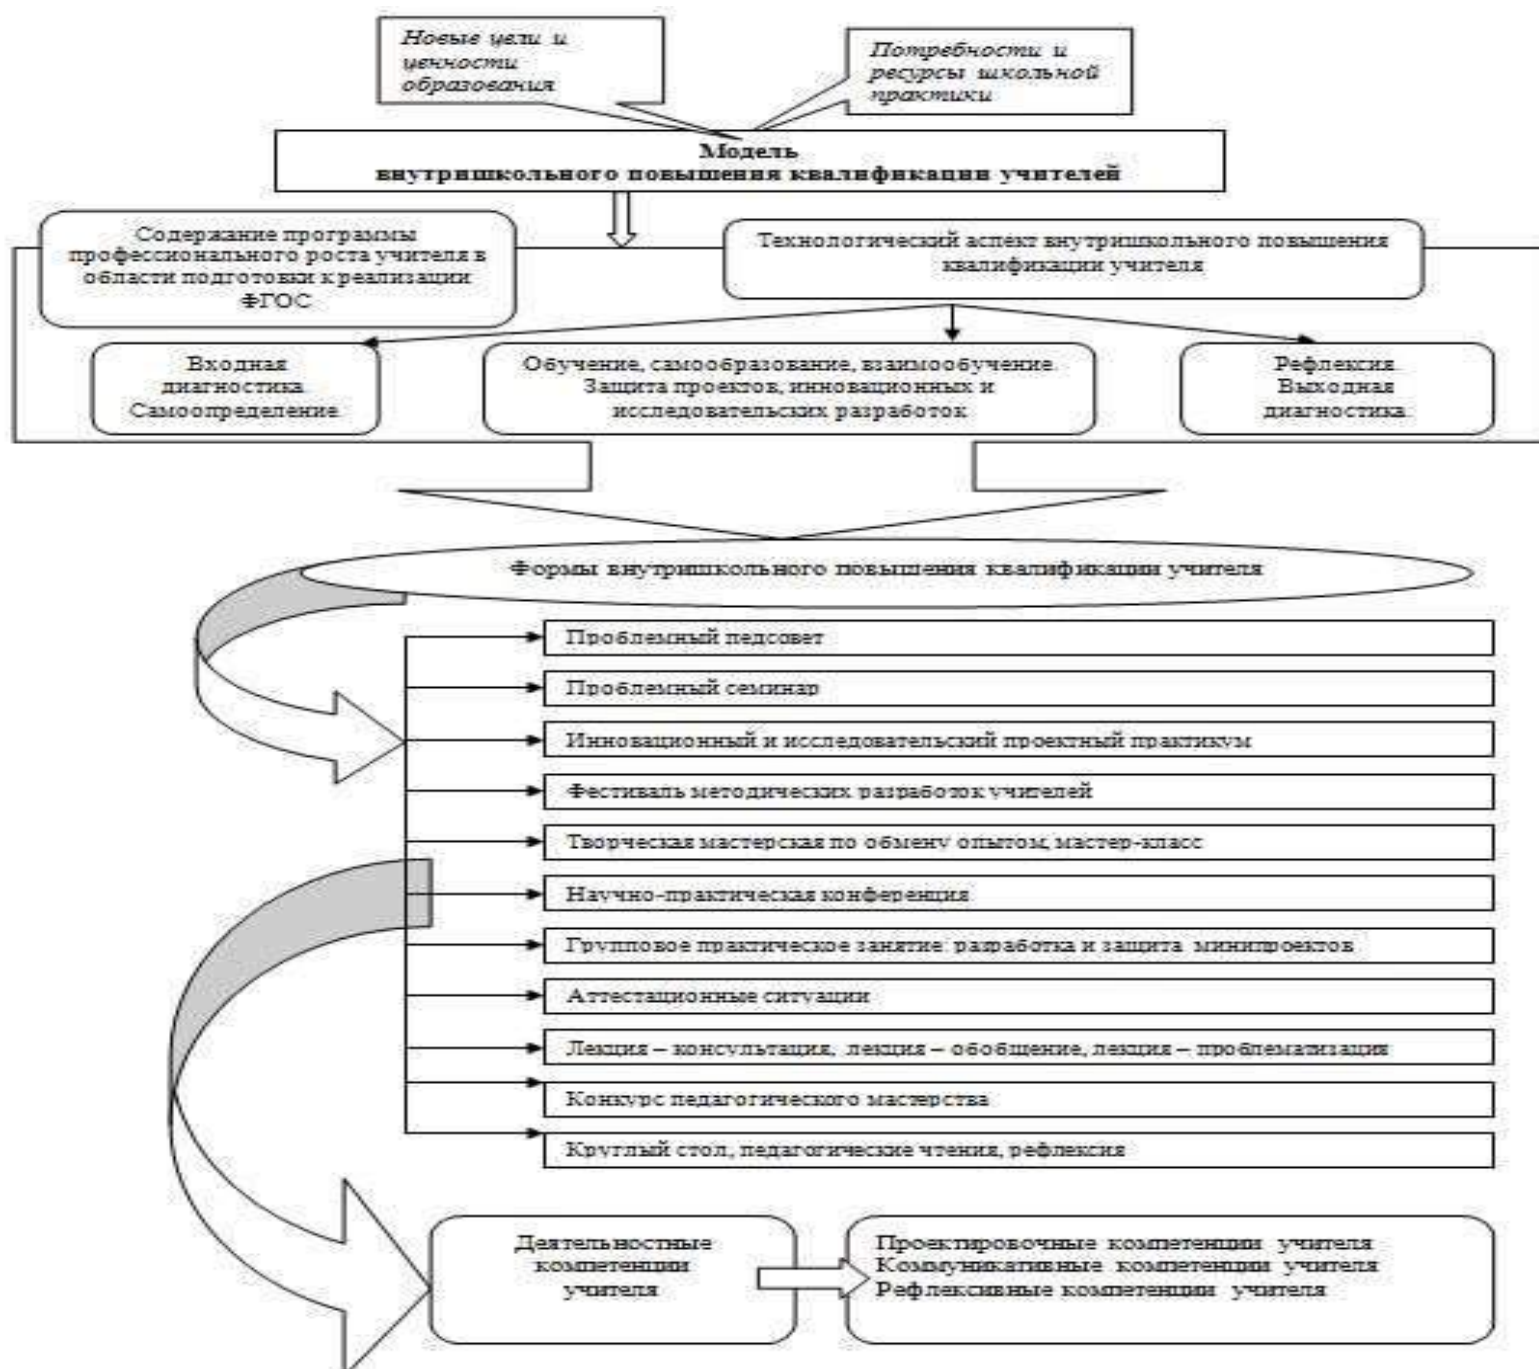 Новые цели и
ценности
образования
Потребности и
ресурсы школьной
практики
Модель
внутришкольного повышения квалификации учителей
Содержание программы
профессионального роста учителя в
области подготовки к реализации
ФГОС
Технологический аспект внутришкольного повышения
квалификации учителя
Входная
диагностика.
Самоопределение
Обучение, самообразование, взаимообучение.
Защита проектов, инновационных и
исследовательских разработок
Рефлексия.
Выходная
диагностика
Формы внутришкольного повышения квалификации учителя
Проблемный педсовет
Проблемный семинар
Инновационный и исследовательский проектный практикум
Фестиваль методических разработок учителей
Творческая мастерская по обмену опытом, мастер-класс
Научно-практическая конференция
Групповое практическое занятие: разработка и защита минипроектов
Аттестационные ситуации
Лекция – консультация, лекция – обобщение, лекция – проблематизация
Конкурс педагогического мастерства
Круглый стол, педагогические чтения, рефлексия
Деятельностные
компетенции
учителя
Проектировочные компетенции учителя
Коммуникативные компетенции учителя
Рефлексивные компетенции учителя